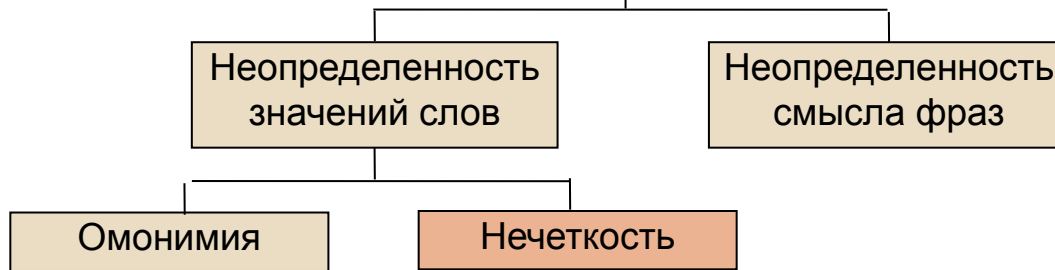 Неопределенность
значений слов
Неопределенность
смысла фраз
Омонимия
Нечеткость